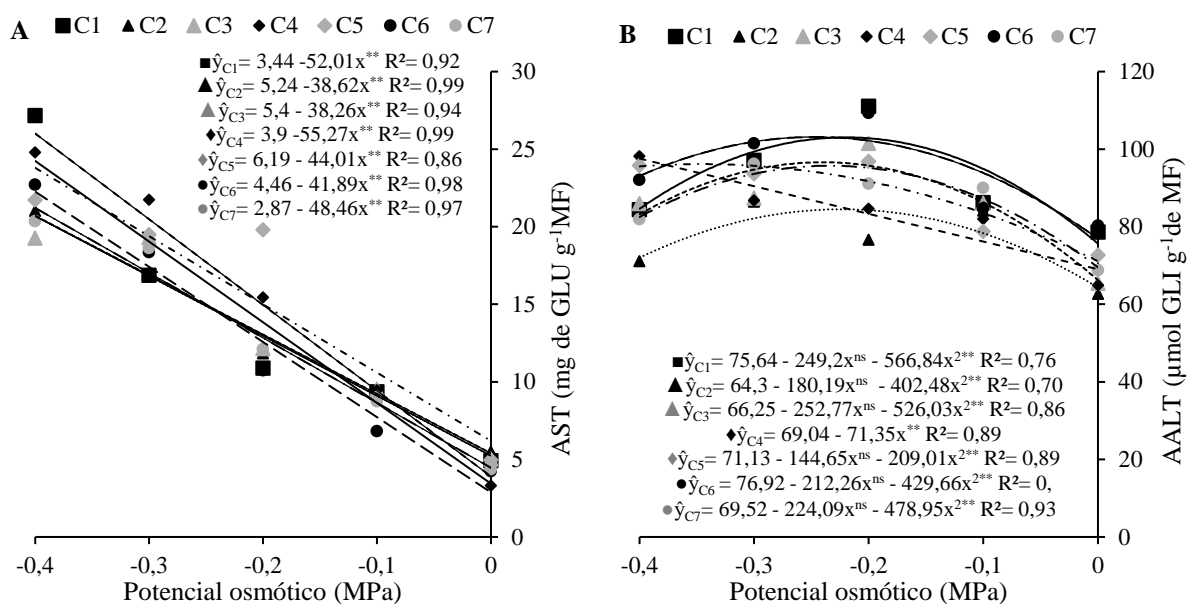 A
C1 C2 C3 C4 C5 C6 C7
ŷC1= 3,44 -52,01x** R²= 0,92
ŷC2= 5,24 -38,62x** R²= 0,99
ŷC3= 5,4 - 38,26x** R²= 0,94
ŷC4= 3,9 -55,27x** R²= 0,99
ŷC5= 6,19 - 44,01x** R²= 0,86
ŷC6= 4,46 - 41,89x** R²= 0,98
ŷC7= 2,87 - 48,46x** R²= 0,97
30
25
20
15
10
5
0
AST (mg de GLU g⁻¹MF)
-0,4 -0,3 -0,2 -0,1 0
Potencial osmótico (MPa)
B
C1 C2 C3 C4 C5 C6 C7
120
100
80
60
40
20
0
AALT (µmol GLI g⁻¹de MF)
ŷC1= 75,64 - 249,2xⁿˢ - 566,84x²** R²= 0,76
ŷC2= 64,3 - 180,19xⁿˢ - 402,48x²** R²= 0,70
ŷC3= 66,25 - 252,77xⁿˢ - 526,03x²** R²= 0,86
ŷC4= 69,04 - 71,35x** R²= 0,89
ŷC5= 71,13 - 144,65xⁿˢ - 209,01x²** R²= 0,89
ŷC6= 76,92 - 212,26xⁿˢ - 429,66x²** R²= 0,
ŷC7= 69,52 - 224,09xⁿˢ - 478,95x²** R²= 0,93
-0,4 -0,3 -0,2 -0,1 0
Potencial osmótico (MPa)